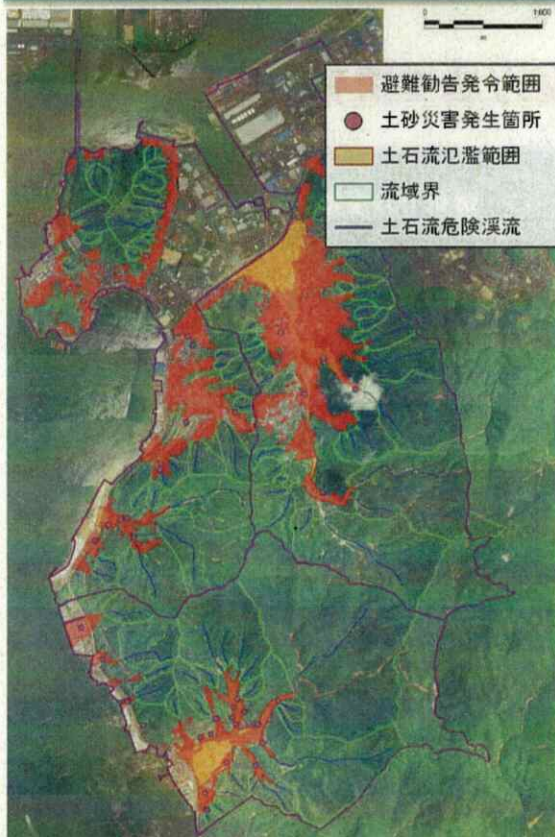 0
避難勧告発令範囲
土砂災害発生箇所
土石流氾濫範囲
流域界
土石流危険渓流